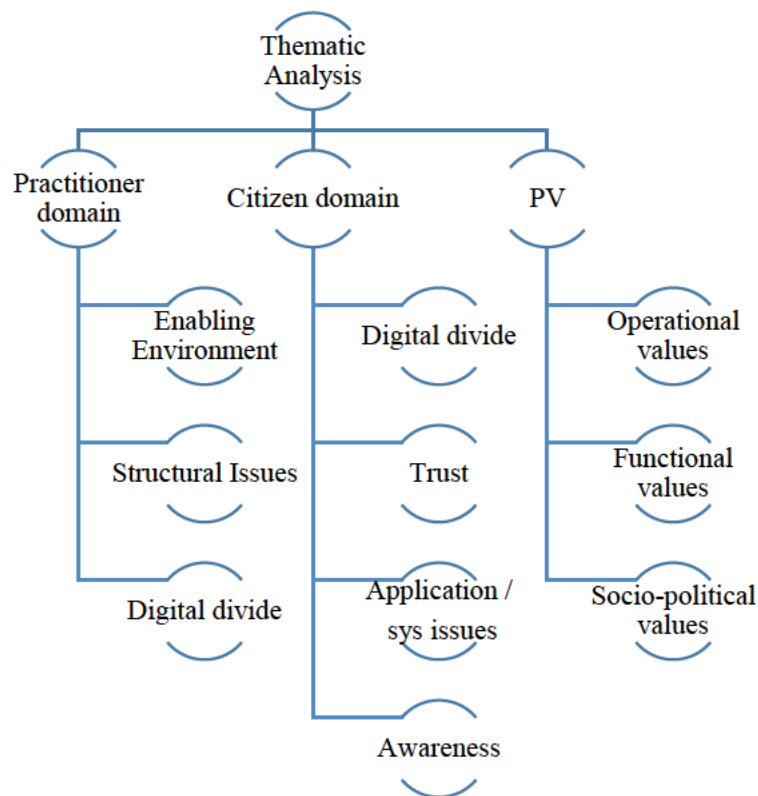 Thematic
Analysis
Practitioner
domain
Citizen domain
PV
Enabling
Environment
Structural Issues
Digital divide
Digital divide
Trust
Application /
sys issues
Awareness
Operational
values
Functional
values
Socio-political
values